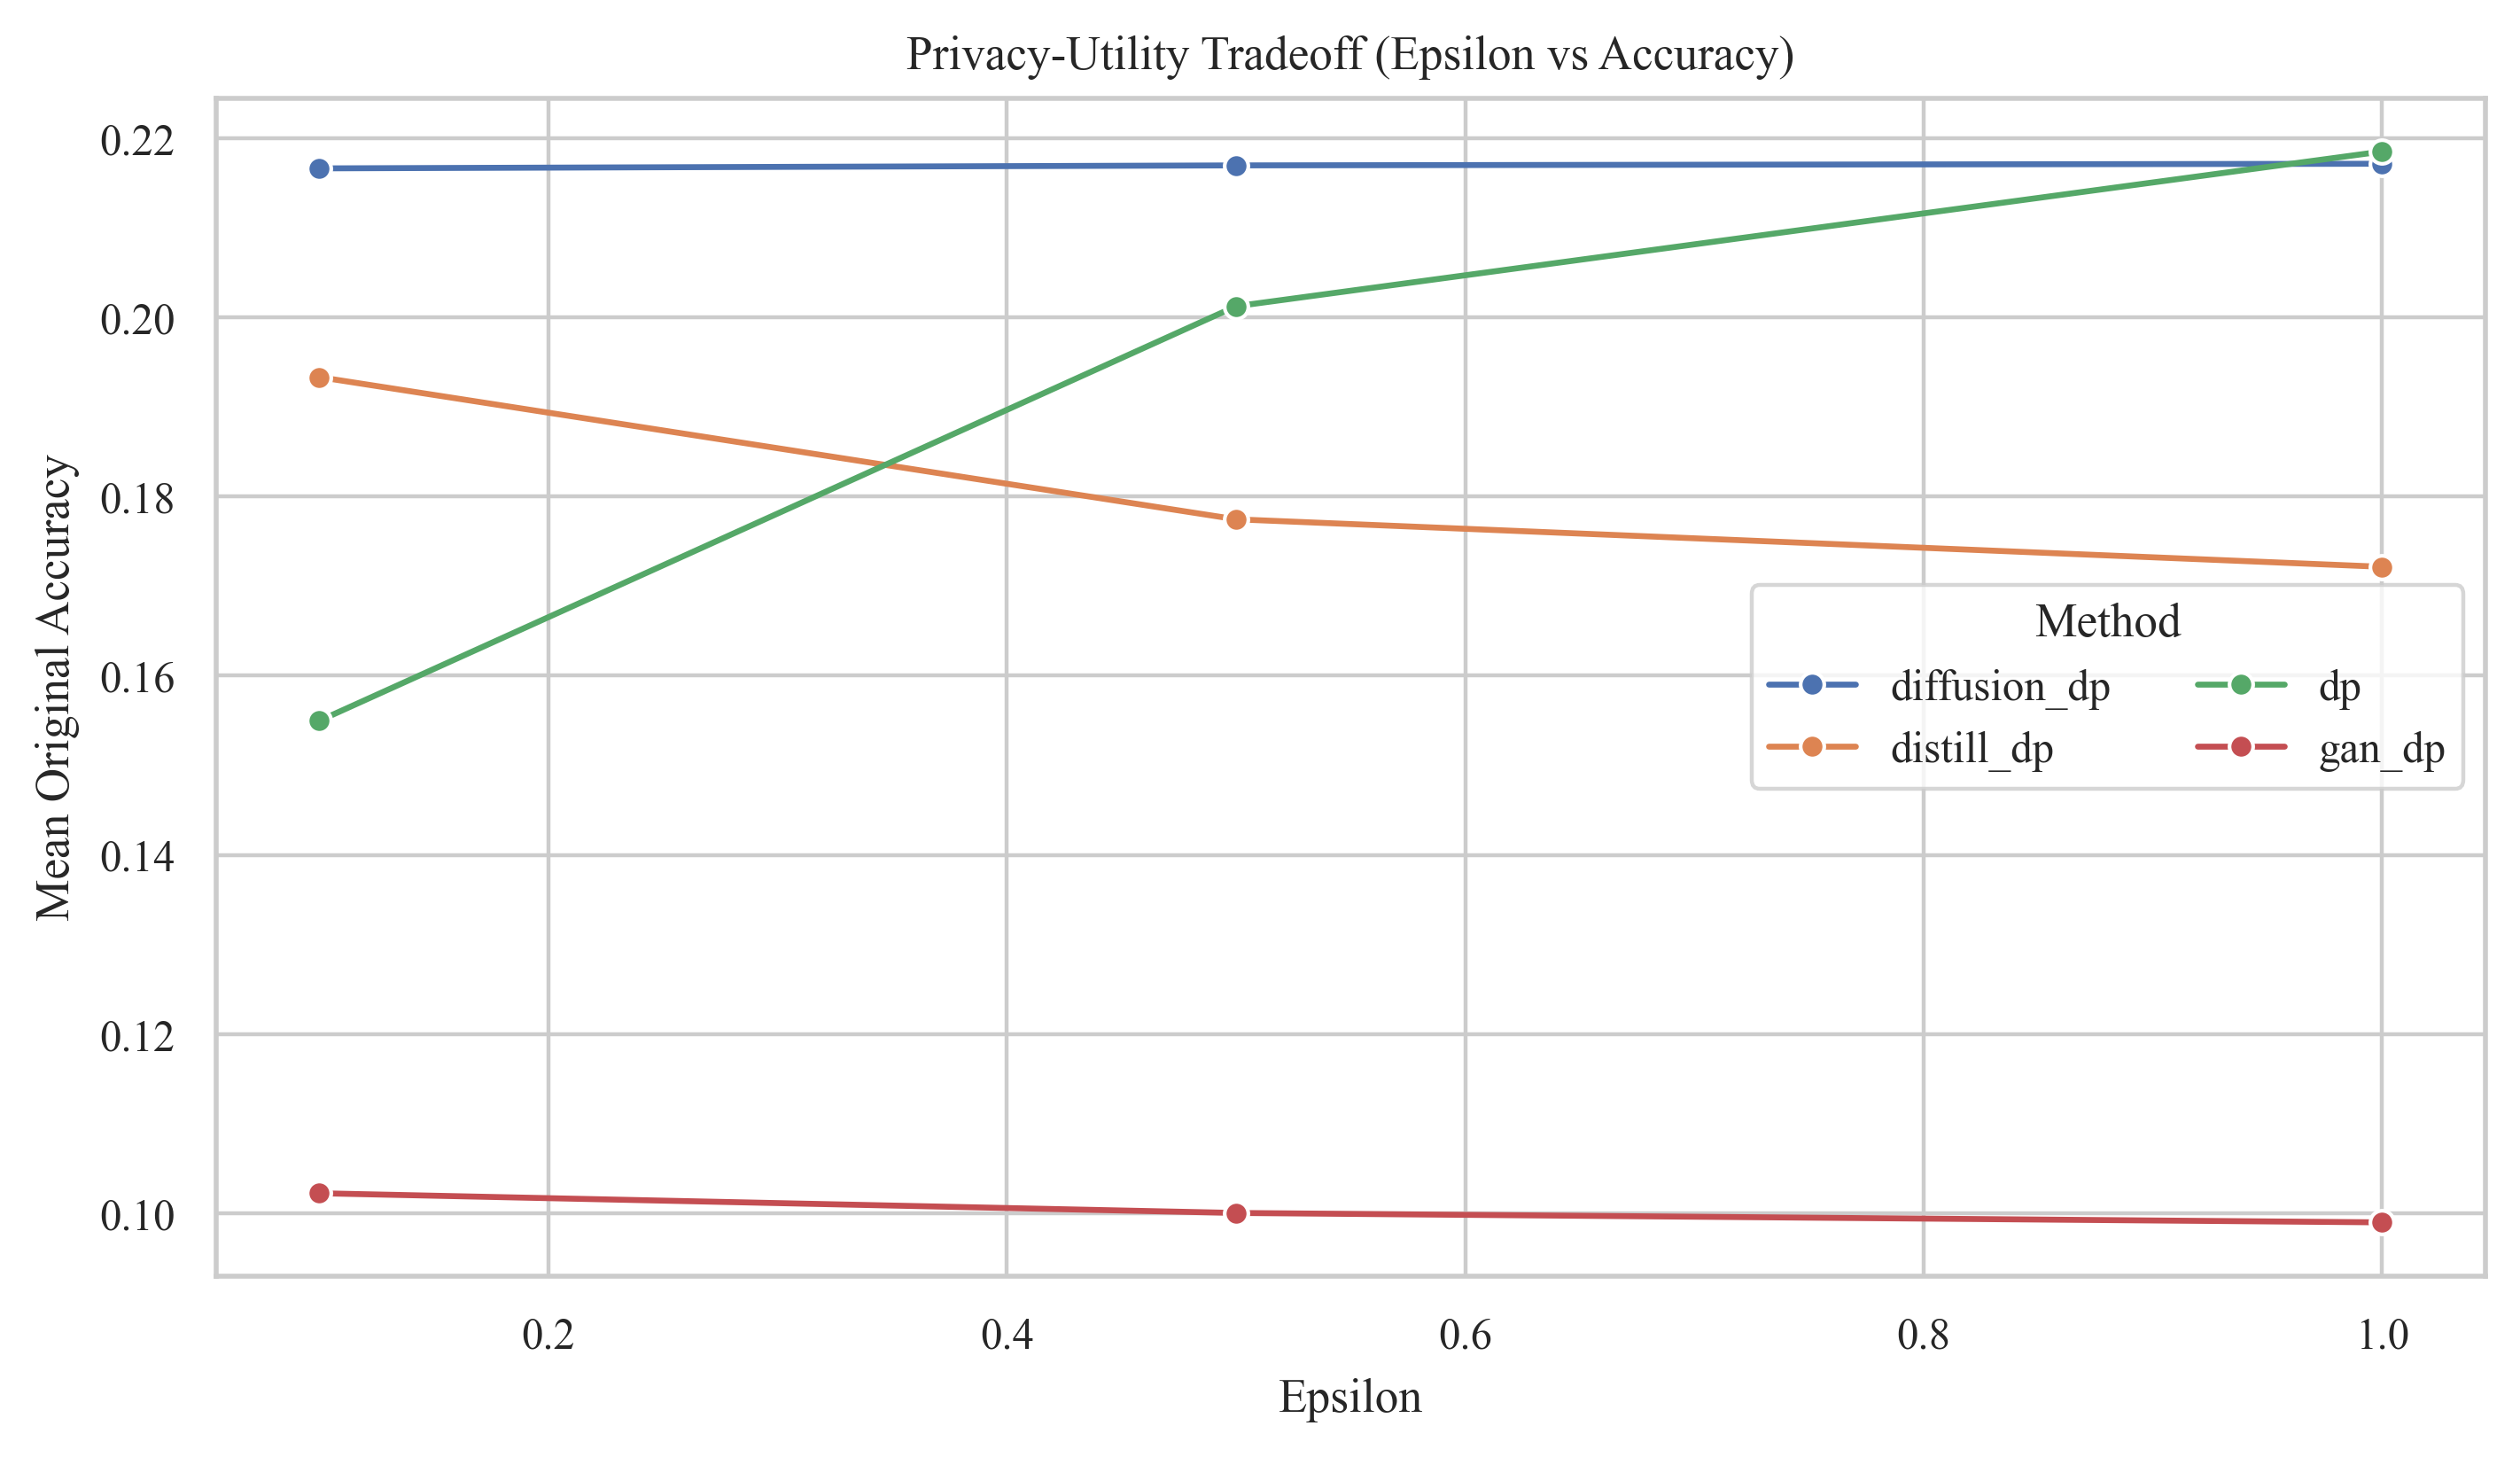 Privacy-Utility Tradeoff (Epsilon vs Accuracy)
Mean Original Accuracy
0.22
0.20
0.18
0.16
0.14
0.12
0.10
Method
diffusion_dp
distill_dp
dp
gan_dp
0.2
0.4
0.6
0.8
1.0
Epsilon